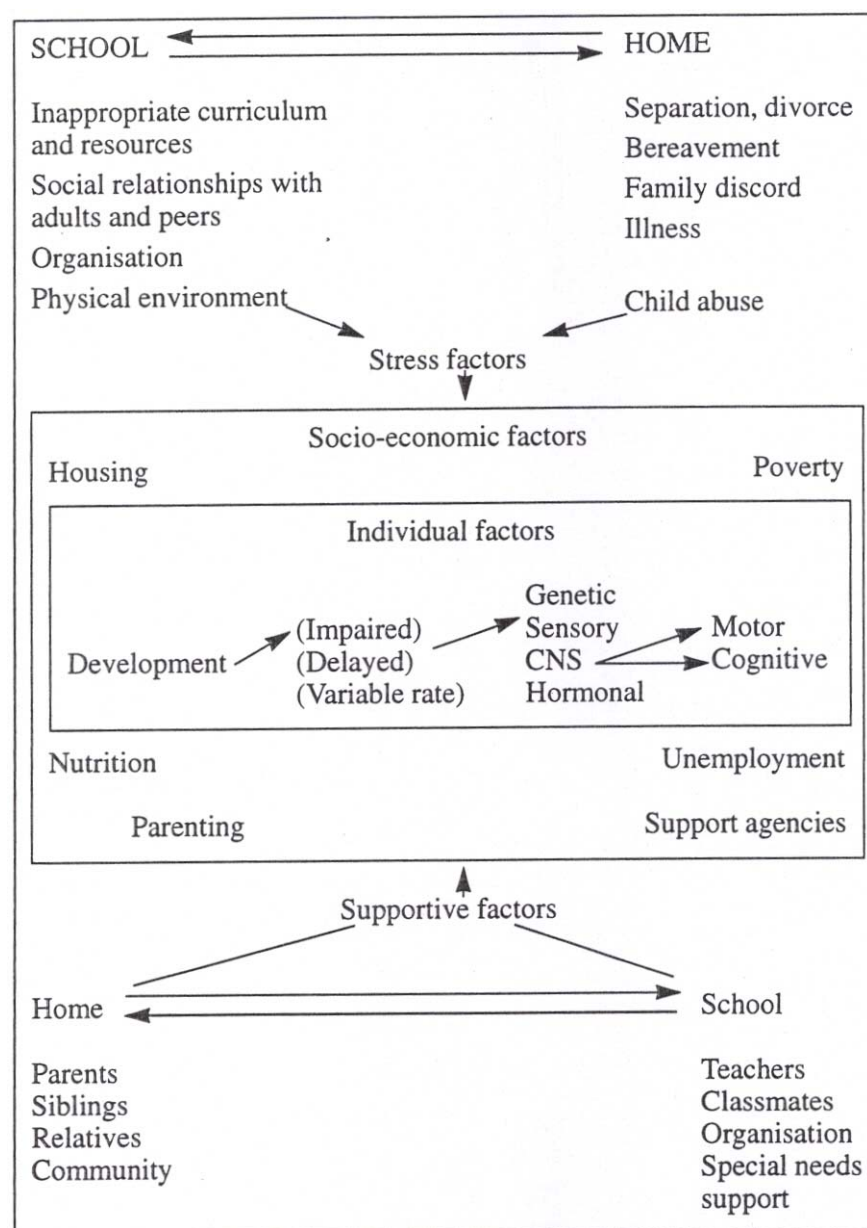 SCHOOL HOME
Inappropriate curriculum
and resources
Social relationships with
adults and peers
Organisation
Physical environment
Separation, divorce
Bereavement
Family discord
Illness
Child abuse
Stress factors
Socio-economic factors
Housing Poverty
Individual factors
Development
(Impaired)
(Delayed)
(Variable rate)
Genetic
Sensory
CNS
Hormonal
Motor
Cognitive
Nutrition Unemployment
Parenting Support agencies
Supportive factors
Home School
Parents
Siblings
Relatives
Community
Teachers
Classmates
Organisation
Special needs
support